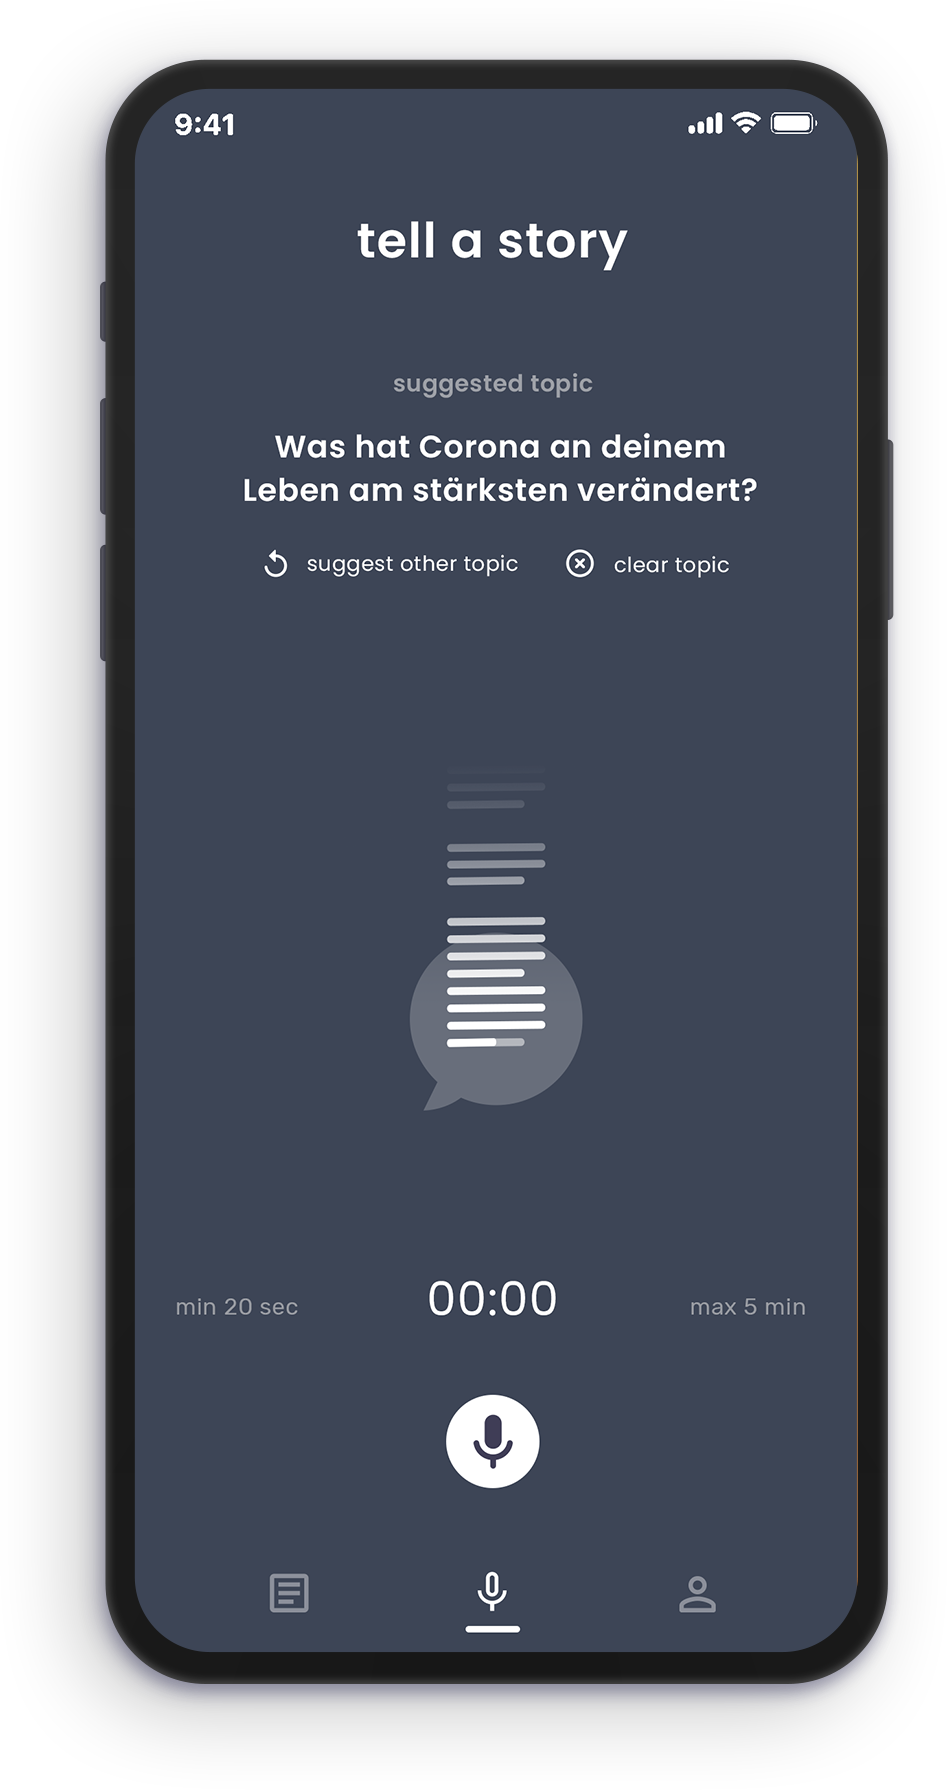 9:41
tell a story
suggested topic
Was hat Corona an deinem
Leben am stärksten verändert?
suggest other topic clear topic
min 20 sec 00:00 max 5 min